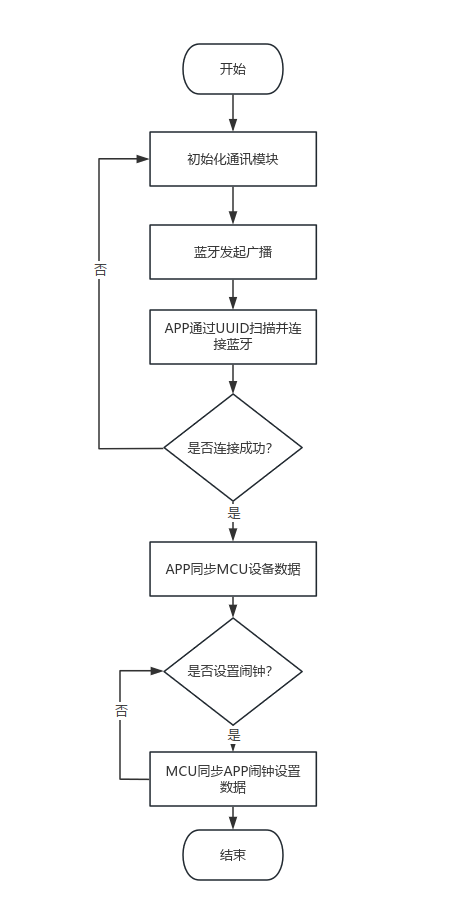 开始
初始化通讯模块
蓝牙发起广播
否
APP通过UUID扫描并连
接蓝牙
是否连接成功?
是
APP同步MCU设备数据
是否设置闹钟?
否
是
MCU同步APP闹钟设置
数据
结束